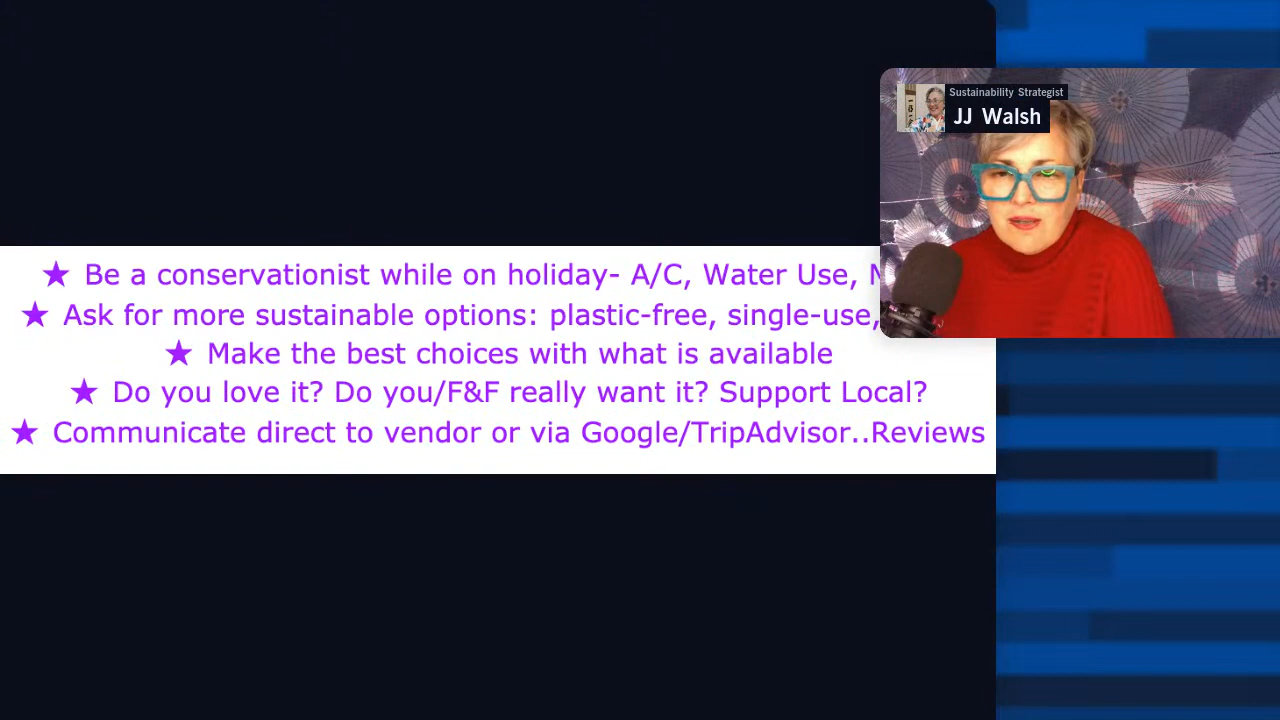 Sustainability Strategist
JJ Walsh
★ Be a conservationist while on holiday- A/C, Water Use,
★ Ask for more sustainable options: plastic-free, single-use,
★ Make the best choices with what is available
★ Do you love it? Do you/F&F really want it? Support Local?
★ Communicate direct to vendor or via Google/TripAdvisor..Reviews